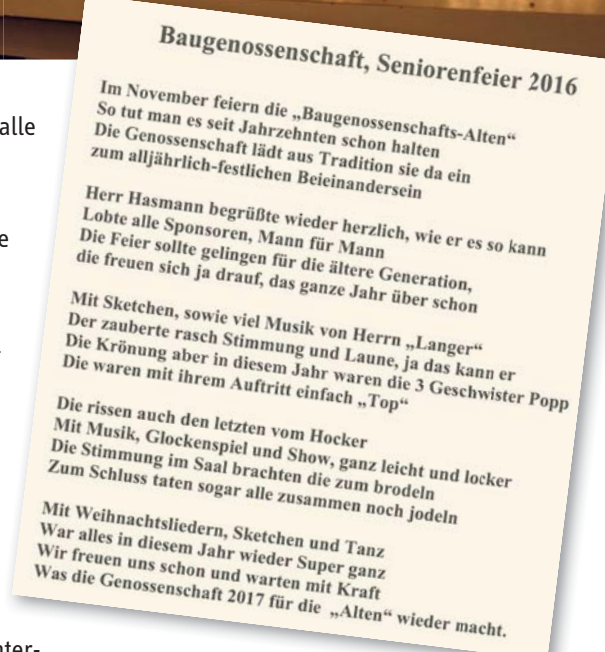 Baugenossenschaft, Seniorenfeier 2016
Im November feiern die „Baugenossenschafts-Alten“
So tut man es seit Jahrzehnten schon halten
Die Genossenschaft lädt aus Tradition sie da ein
zum alljährlich-festlichen Beieinandersein
Herr Hasmann begrüßte wieder herzlich, wie er es so kann
Lobte alle Sponsoren, Mann für Mann
Die Feier sollte gelingen für die ältere Generation,
die freuen sich ja drauf, das ganze Jahr über schon
Mit Sketchen, sowie viel Musik von Herrn „Langer“
Der zauberte rasch Stimmung und Laune, ja das kann er
Die Krönung aber in diesem Jahr waren die 3 Geschwister Popp
Die waren mit ihrem Auftritt einfach „Top“
Die rissen auch den letzten vom Hocker
Mit Musik, Glockenspiel und Show, ganz leicht und locker
Die Stimmung im Saal brachten die zum brodeln
Zum Schluss taten sogar alle zusammen noch jodeln
Mit Weihnachtsliedern, Sketchen und Tanz
War alles in diesem Jahr wieder Super ganz
Wir freuen uns schon und warten mit Kraft
Was die Genossenschaft 2017 für die „Alten“ wieder macht.
alle